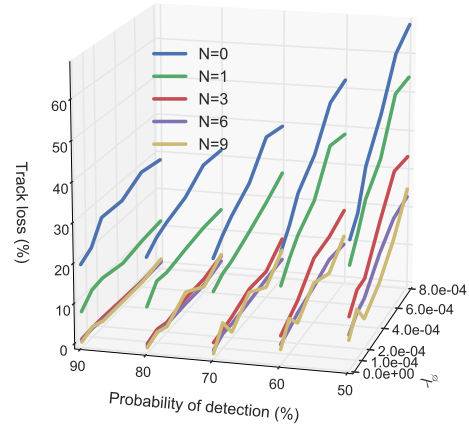 N=0
N=1
N=3
N=6
N=9
Track loss (%)
60
50
40
30
20
10
0
90
80
70
60
50
Probability of detection (%)
8.0e-04
6.0e-04
4.0e-04
2.0e-04
1.0e-04
0.0e+00